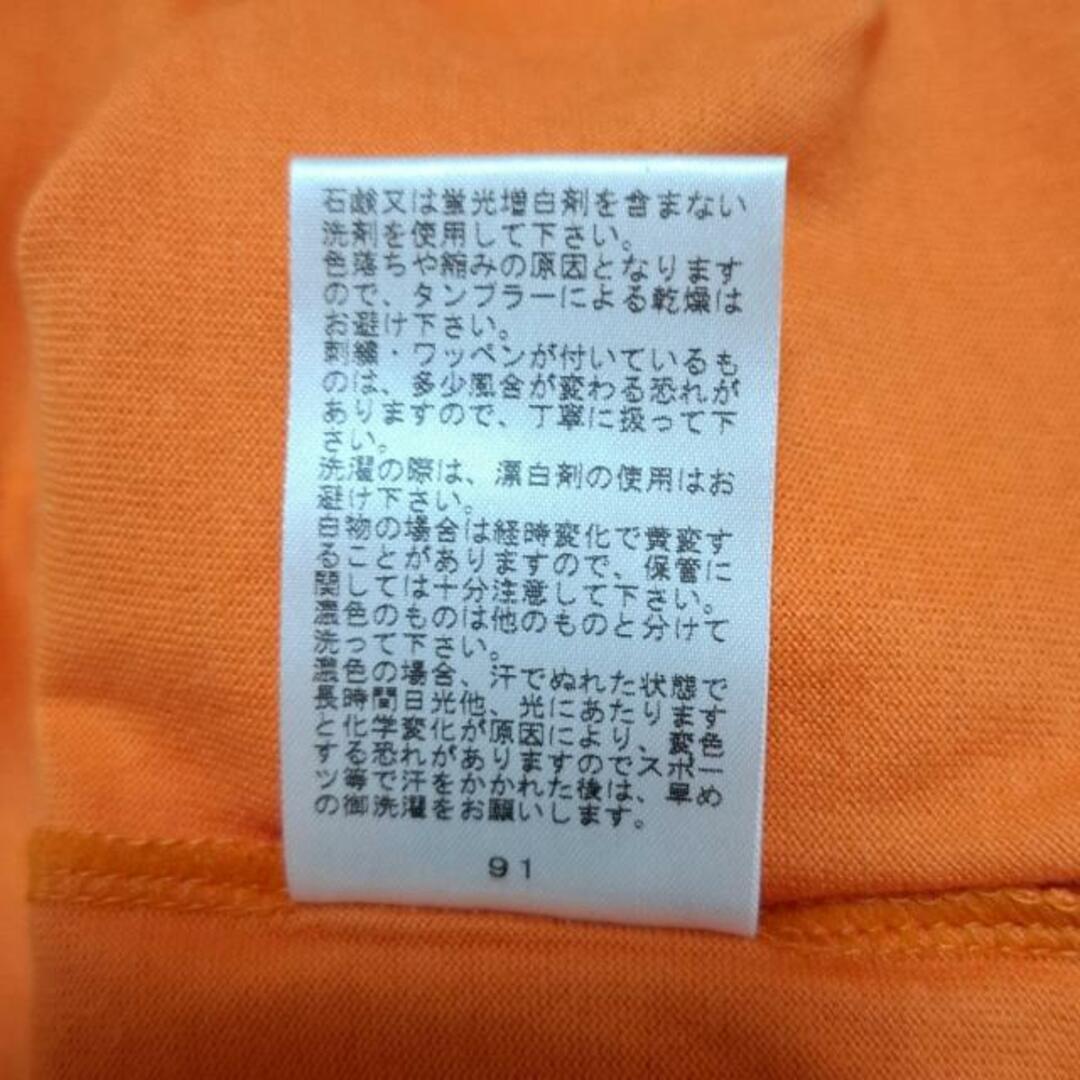 石鹸又は蛍光増白剤を含まない
洗剤を使用して下さい。
色落ちや縮みの原因となります
ので、タンブラーによる乾燥は
お避け下さい。
刺繍・ワッペンが付いているも
のは、多少風合が変わる恐れが
ありますので、丁寧に扱って下
さい。
洗濯の際は、漂白剤の使用はお
避け下さい。
白物の場合は経時変化で黄変す
ることがありますので、保管に
関しては十分注意して下さい。
濃色のものは他のものと分けて
洗って下さい。
濃色の場合、汗でぬれた状態で
長時間日光他、光にあたります
と化学変化が原因により、変色
する恐れがありますのでスポー
ツ等で汗をかかれた後は、早め
の御洗濯をお願いします。
91